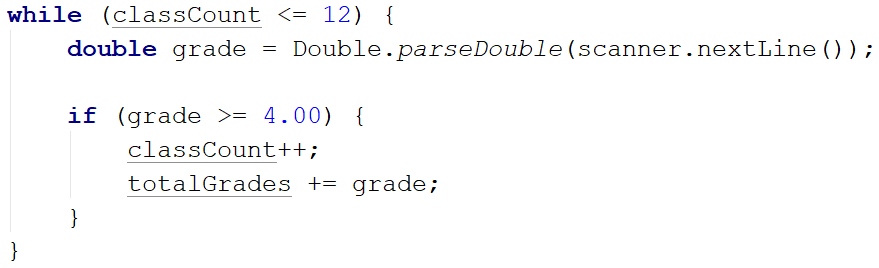 while (classCount <= 12) {
    double grade = Double.parseDouble(scanner.nextLine());
    if (grade >= 4.00) {
        classCount++;
        totalGrades += grade;
    }
}